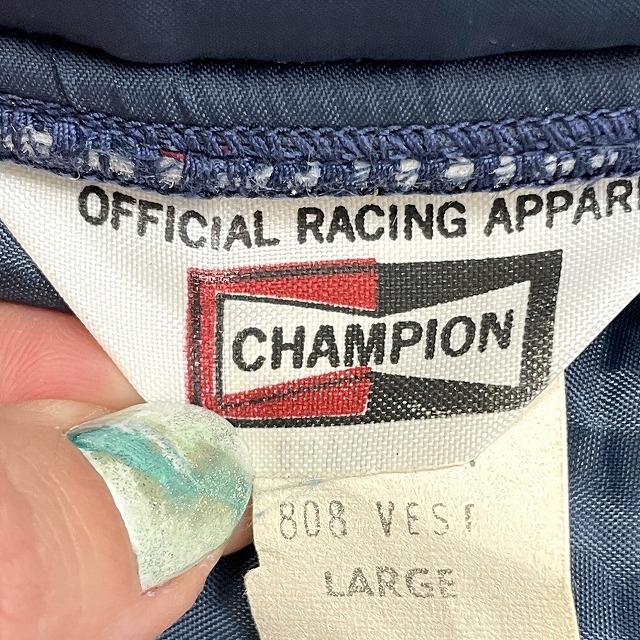 OFFICIAL RACING APPAR
CHAMPION
808 VEST
LARGE